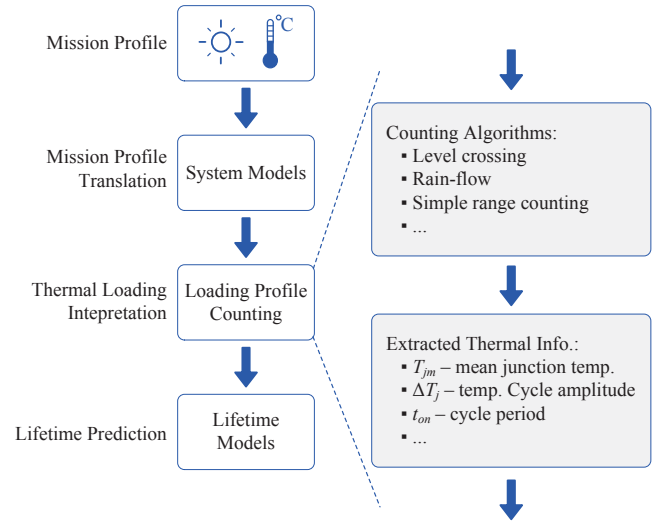 Mission Profile
°C
Mission Profile
Translation
System Models
Thermal Loading
Intepretation
Loading Profile
Counting
Lifetime Prediction
Lifetime
Models
Counting Algorithms:
▪ Level crossing
▪ Rain-flow
▪ Simple range counting
▪ ...
Extracted Thermal Info.:
▪ Tjm – mean junction temp.
▪ ΔTj – temp. Cycle amplitude
▪ ton – cycle period
▪ ...